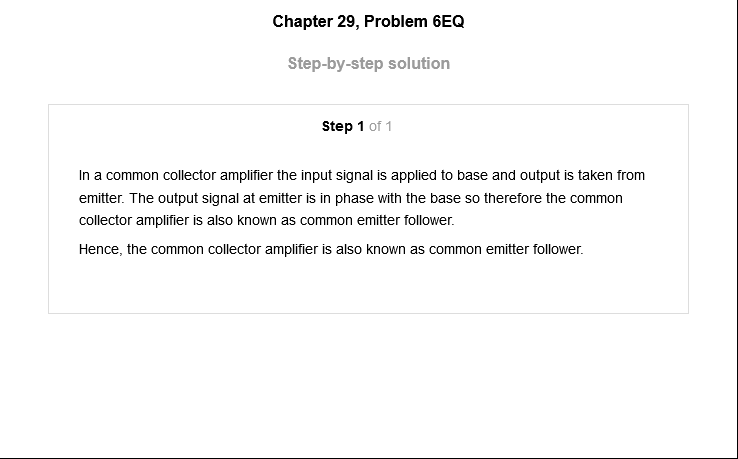 Chapter 29, Problem 6EQ
Step-by-step solution
Step 1 of 1
In a common collector amplifier the input signal is applied to base and output is taken from
emitter. The output signal at emitter is in phase with the base so therefore the common
collector amplifier is also known as common emitter follower.
Hence, the common collector amplifier is also known as common emitter follower.